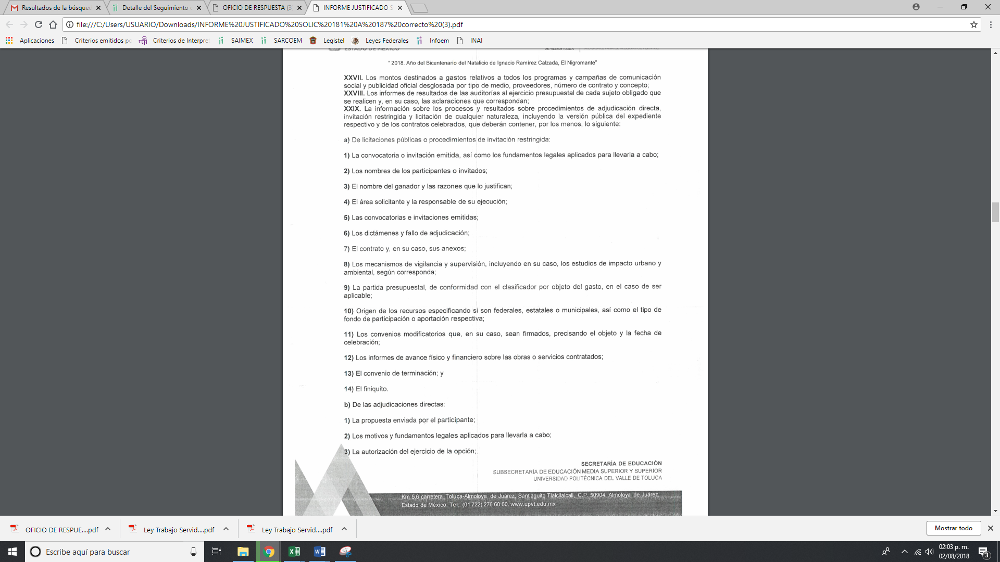 Resultados de la búsqued
Detalle del Seguimiento d
OFICIO DE RESPUESTA (3
INFORME JUSTIFICADO S
file:///C:/Users/USUARIO/Downloads/INFORME%20JUSTIFICADO%20SOLIC%20181%20A%20187%20correcto%20(3).pdf
Aplicaciones
Criterios emitidos po
Criterios de Interpret
SAIMEX
SARCOEM
Legistel
Leyes Federales
Infoem
INAI
ESTADO DE MÉXICO
" 2018. Año del Bicentenario del Natalicio de Ignacio Ramírez Calzada, El Nigromante"
XXVII. Los montos destinados a gastos relativos a todos los programas y campañas de comunicación
social y publicidad oficial desglosada por tipo de medio, proveedores, número de contrato y concepto;
XXVIII. Los informes de resultados de las auditorías al ejercicio presupuestal de cada sujeto obligado que
se realicen y, en su caso, las aclaraciones que correspondan;
XXIX. La información sobre los procesos y resultados sobre procedimientos de adjudicación directa,
invitación restringida y licitación de cualquier naturaleza, incluyendo la versión pública del expediente
respectivo y de los contratos celebrados, que deberán contener, por los menos, lo siguiente:
a) De licitaciones públicas o procedimientos de invitación restringida:
1) La convocatoria o invitación emitida, así como los fundamentos legales aplicados para llevarla a cabo;
2) Los nombres de los participantes o invitados;
3) El nombre del ganador y las razones que lo justifican;
4) El área solicitante y la responsable de su ejecución;
5) Las convocatorias e invitaciones emitidas;
6) Los dictámenes y fallo de adjudicación;
7) El contrato y, en su caso, sus anexos;
8) Los mecanismos de vigilancia y supervisión, incluyendo en su caso, los estudios de impacto urbano y
ambiental, según corresponda;
9) La partida presupuestal, de conformidad con el clasificador por objeto del gasto, en el caso de ser
aplicable;
10) Origen de los recursos especificando si son federales, estatales o municipales, así como el tipo de
fondo de participación o aportación respectiva;
11) Los convenios modificatorios que, en su caso, sean firmados, precisando el objeto y la fecha de
celebración;
12) Los informes de avance físico y financiero sobre las obras o servicios contratados;
13) El convenio de terminación; y
14) El finiquito.
b) De las adjudicaciones directas:
1) La propuesta enviada por el participante;
2) Los motivos y fundamentos legales aplicados para llevarla a cabo;
3) La autorización del ejercicio de la opción;
SECRETARÍA DE EDUCACIÓN
SUBSECRETARÍA DE EDUCACIÓN MEDIA SUPERIOR Y SUPERIOR
UNIVERSIDAD POLITÉCNICA DEL VALLE DE TOLUCA
Km 5.6 carretera Toluca-Almoloya de Juárez, Santiaguito Tlalcilalcali, C.P. 50904, Almoloya de Juárez,
Estado de México. Tel.: (01 722) 276 60 60. www.upvt.edu.mx
OFICIO DE RESPUE....pdf
Ley Trabajo Servid....pdf
Ley Trabajo Servid....pdf
Mostrar todo
Escribe aquí para buscar
02:03 p. m.
02/08/2018
3